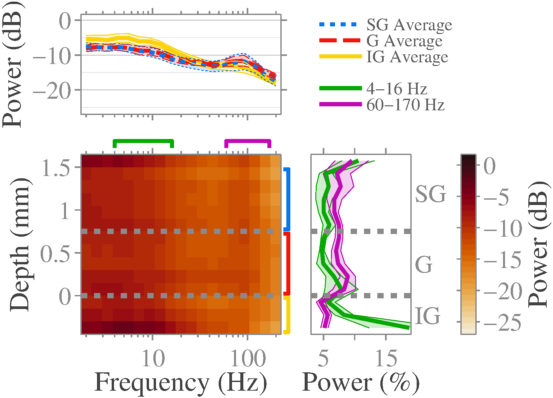 Power (dB)
0
−10
−20
SG Average
G Average
IG Average
4−16 Hz
60−170 Hz
Depth (mm)
1.5
1
0.5
0
10
100
Frequency (Hz)
SG
G
IG
5
10
15
Power (%)
0
−5
−10
−15
−20
−25
Power (dB)